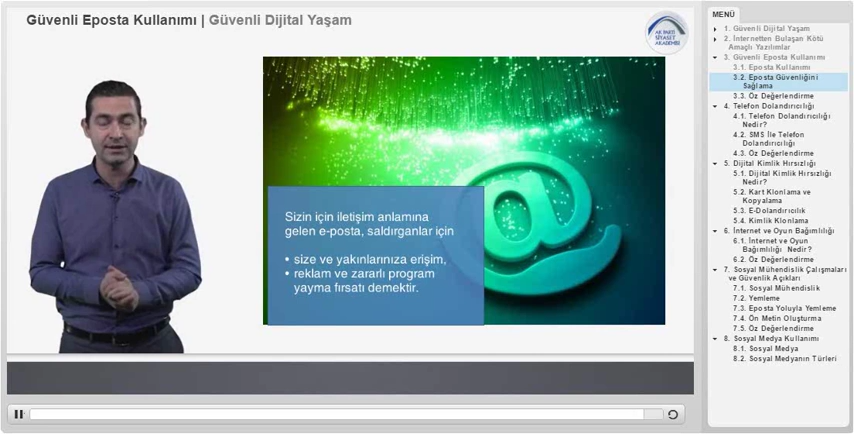 Güvenli Eposta Kullanımı | Güvenli Dijital Yaşam
AK PARTİ
SİYASET
AKADEMİSİ
Sizin için iletişim anlamına
gelen e-posta, saldırganlar için
• size ve yakınlarınıza erişim,
• reklam ve zararlı program
yayma fırsatı demektir.
MENÜ
1. Güvenli Dijital Yaşam
2. İnternetten Bulaşan Kötü
Amaçlı Yazılımlar
3. Güvenli Eposta Kullanımı
3.1. Eposta Kullanımı
3.2. Eposta Güvenliğini
Sağlama
3.3. Öz Değerlendirme
4. Telefon Dolandırıcılığı
4.1. Telefon Dolandırıcılığı
Nedir?
4.2. SMS İle Telefon
Dolandırıcılığı
4.3. Öz Değerlendirme
5. Dijital Kimlik Hırsızlığı
5.1. Dijital Kimlik Hırsızlığı
Nedir?
5.2. Kart Klonlama ve
Kopyalama
5.3. E-Dolandırıcılık
5.4. Kimlik Klonlama
6. İnternet ve Oyun Bağımlılığı
6.1. İnternet ve Oyun
Bağımlılığı Nedir?
6.2. Öz Değerlendirme
7. Sosyal Mühendislik Çalışmaları
ve Güvenlik Açıkları
7.1. Sosyal Mühendislik
7.2. Yemleme
7.3. Eposta Yoluyla Yemleme
7.4. Ön Metin Oluşturma
7.5. Öz Değerlendirme
8. Sosyal Medya Kullanımı
8.1. Sosyal Medya
8.2. Sosyal Medyanın Türleri